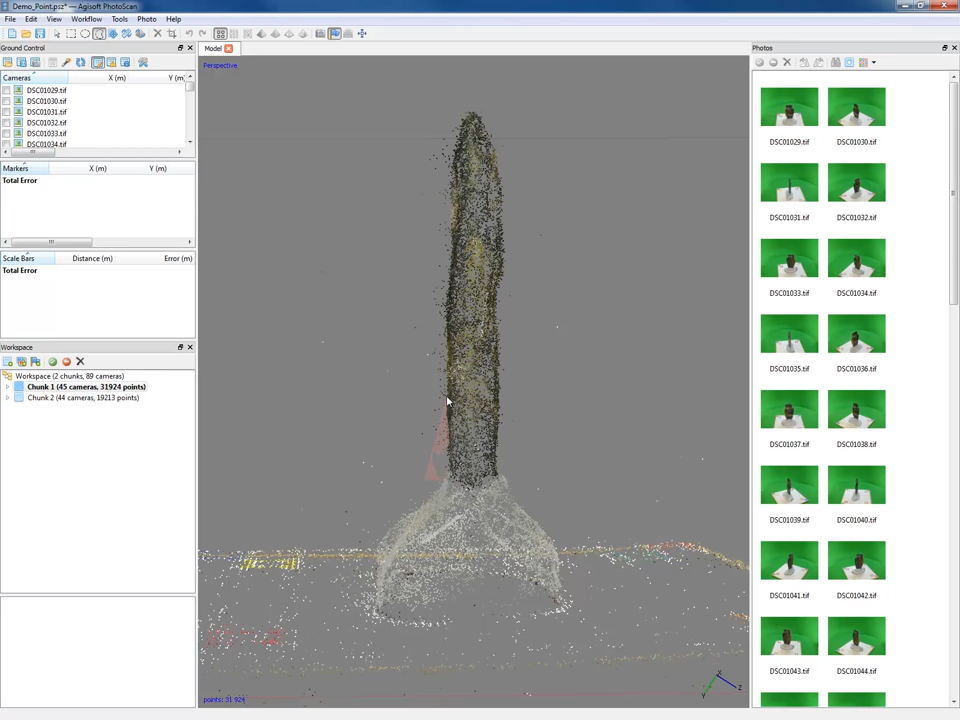 Demo_Point.psz* — Agisoft PhotoScan
File Edit View Workflow Tools Photo Help
Ground Control
Model
Photos
Cameras X (m) Y (m)
DSC01029.tif
DSC01030.tif
DSC01031.tif
DSC01032.tif
DSC01033.tif
DSC01034.tif
Markers X (m) Y (m)
Total Error
Scale Bars Distance (m) Error (m)
Total Error
Workspace
Workspace (2 chunks, 89 cameras)
Chunk 1 (45 cameras, 31924 points)
Chunk 2 (44 cameras, 19213 points)
Perspective
points: 31 924
X
Y
Z
DSC01029.tif DSC01030.tif
DSC01031.tif DSC01032.tif
DSC01033.tif DSC01034.tif
DSC01035.tif DSC01036.tif
DSC01037.tif DSC01038.tif
DSC01039.tif DSC01040.tif
DSC01041.tif DSC01042.tif
DSC01043.tif DSC01044.tif